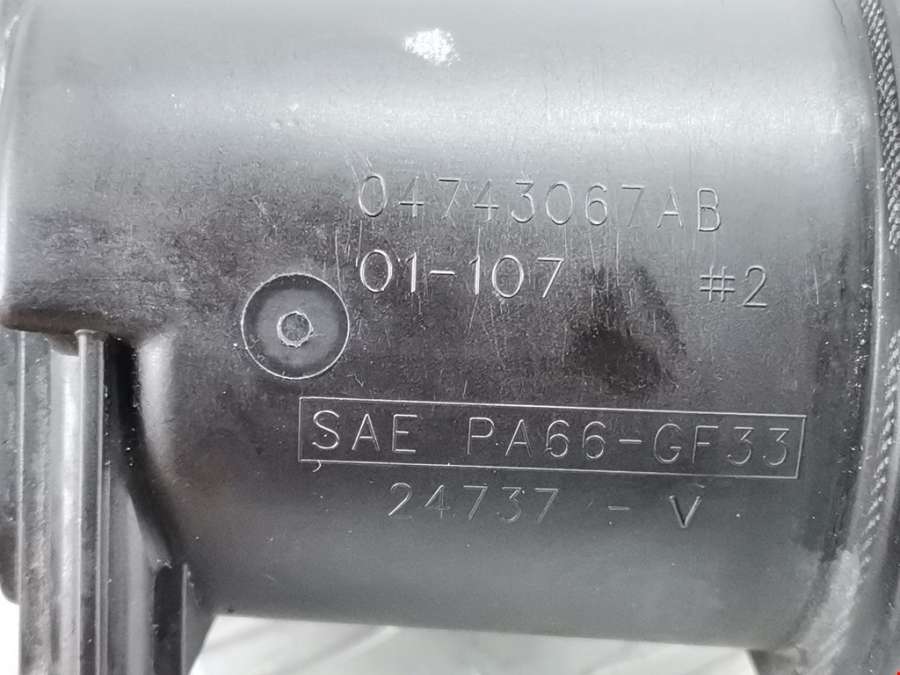 04743067AB
01-107 #2
SAE PA66-GF33
24737 - V